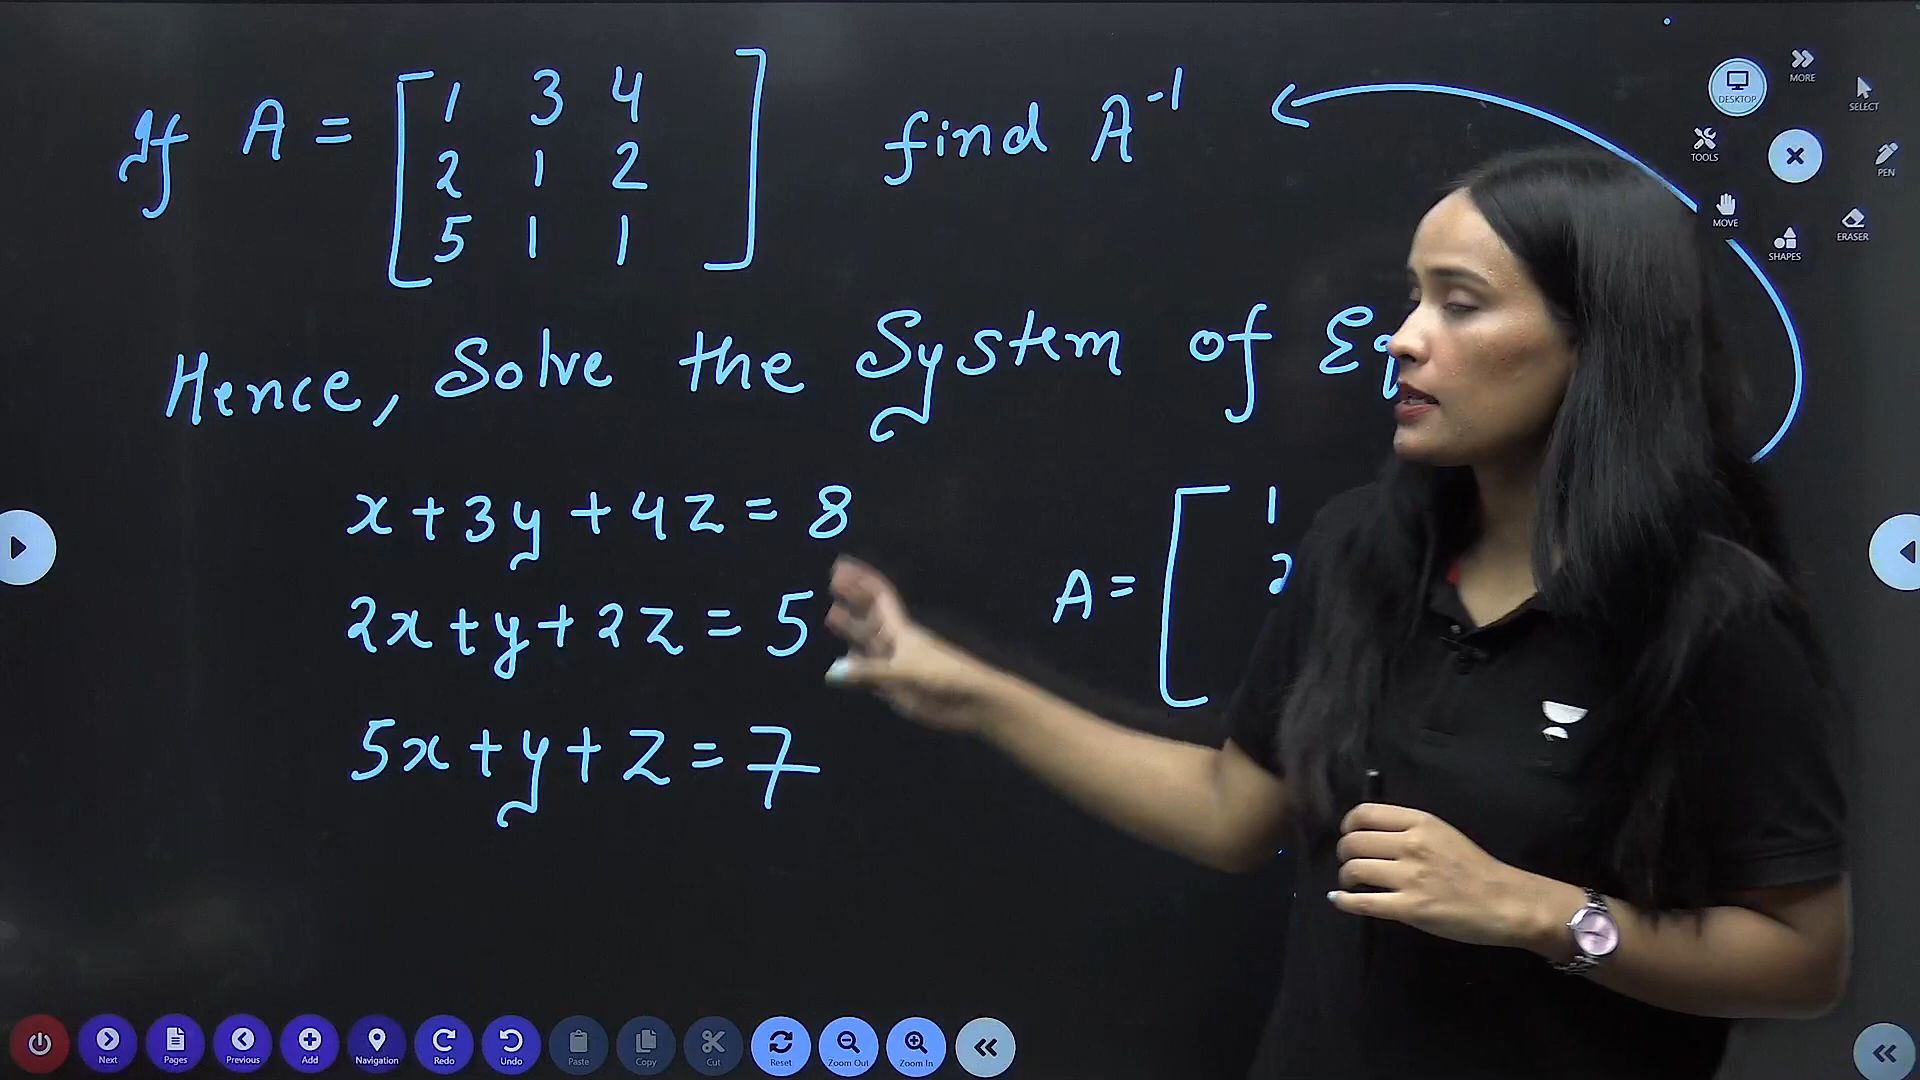 If A = [1 3 4 find A⁻¹
2 1 2
5 1 1]
Hence, Solve the System of
x + 3y + 4z = 8
2x + y + 2z = 5
5x + y + z = 7
A = [1
2
DESKTOP
MORE
SELECT
TOOLS
PEN
MOVE
SHAPES
ERASER
Next Pages Previous Add Navigation Redo Undo Paste Copy Cut Reset Zoom Out Zoom In